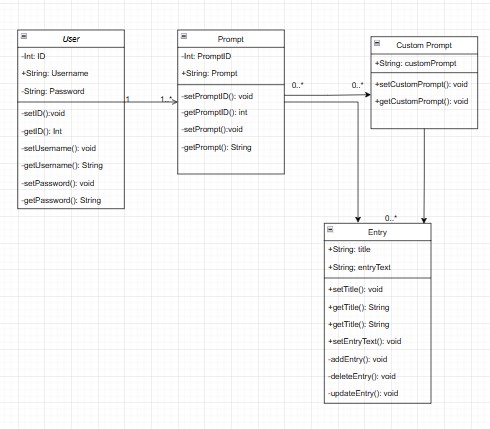 User
-Int: ID
+String: Username
-String: Password
-setID():void
-getID(): Int
-setUsername(): void
-getUsername(): String
-setPassword(): void
-getPassword(): String
1
1..*
Prompt
-Int: PromptID
+String: Prompt
-setPromptID(): void
-getPromptID(): int
-setPrompt():void
-getPrompt(): String
0..*
0..*
Custom Prompt
+String: customPrompt
+setCustomPrompt(): void
+getCustomPrompt(): void
0..*
Entry
+String: title
+String; entryText
+setTitle(): void
+getTitle(): String
+getTitle(): String
+setEntryText(): void
-addEntry(): void
-deleteEntry(): void
-updateEntry(): void